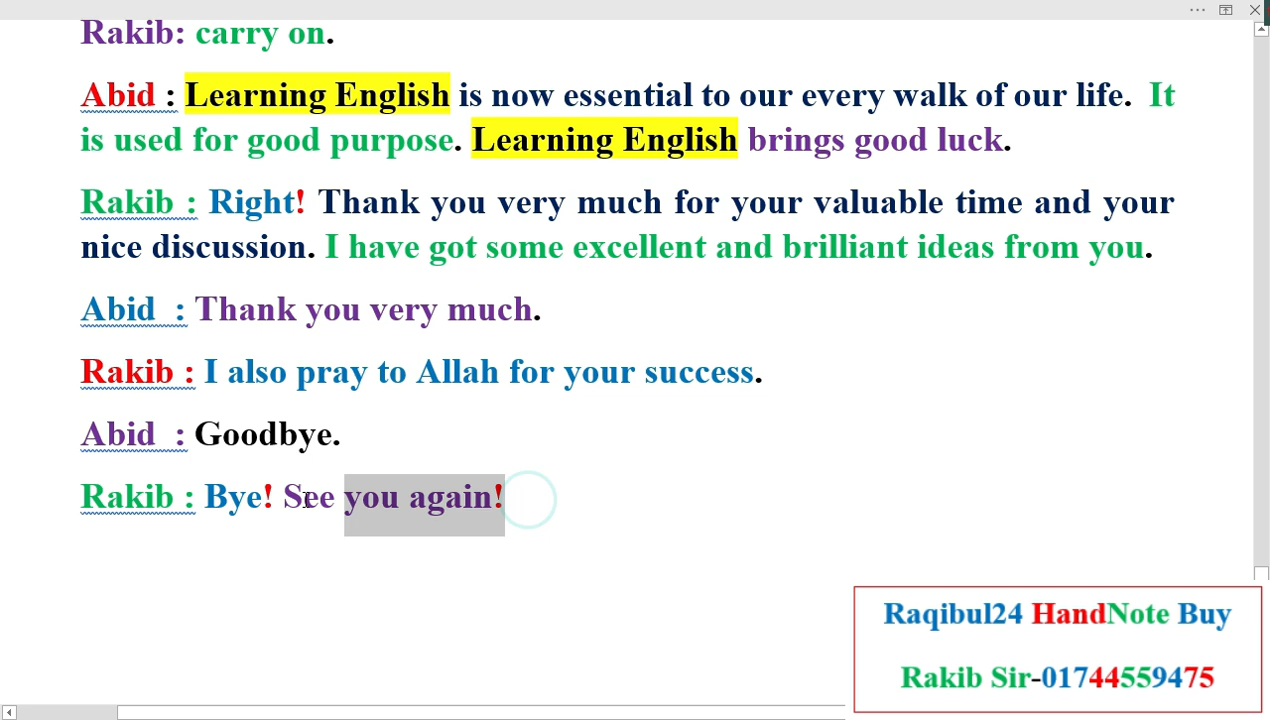 Rakib: carry on.
Abid : Learning English is now essential to our every walk of our life. It
is used for good purpose. Learning English brings good luck.
Rakib : Right! Thank you very much for your valuable time and your
nice discussion. I have got some excellent and brilliant ideas from you.
Abid : Thank you very much.
Rakib : I also pray to Allah for your success.
Abid : Goodbye.
Rakib : Bye! See you again!
Raqibul24 HandNote Buy
Rakib Sir-01744559475